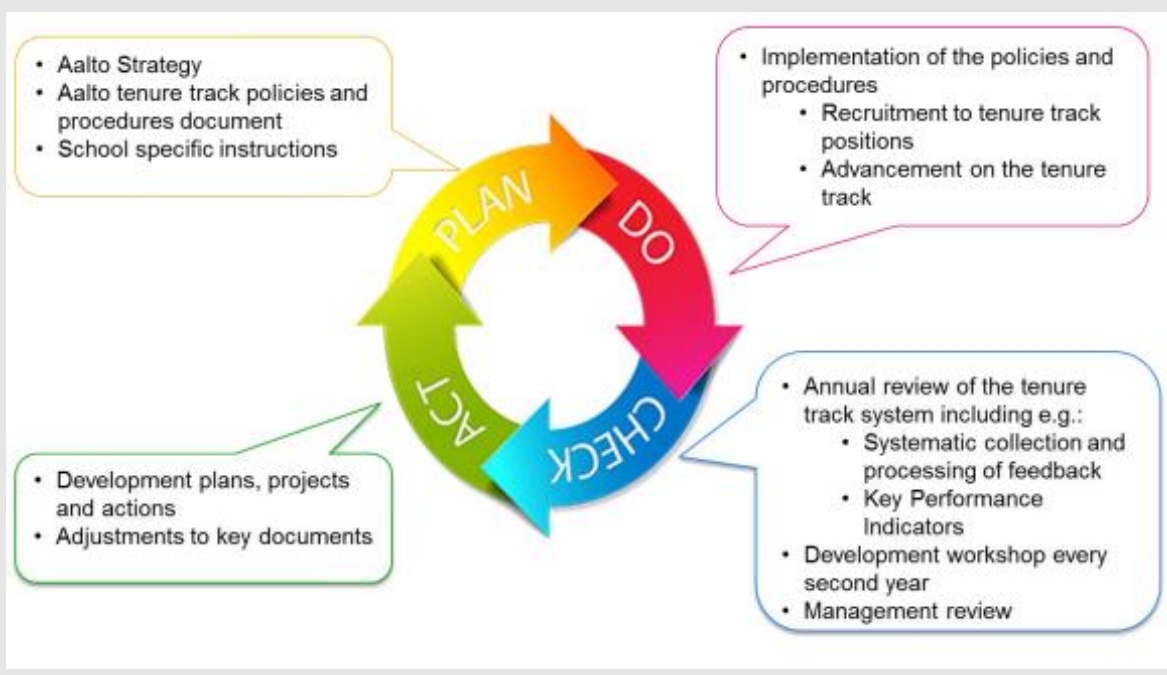 • Aalto Strategy
• Aalto tenure track policies and
procedures document
• School specific instructions
• Implementation of the policies and
procedures
• Recruitment to tenure track
positions
• Advancement on the tenure
track
PLAN
DO
CHECK
ACT
• Annual review of the tenure
track system including e.g.:
• Systematic collection and
processing of feedback
• Key Performance
Indicators
• Development workshop every
second year
• Management review
• Development plans, projects
and actions
• Adjustments to key documents